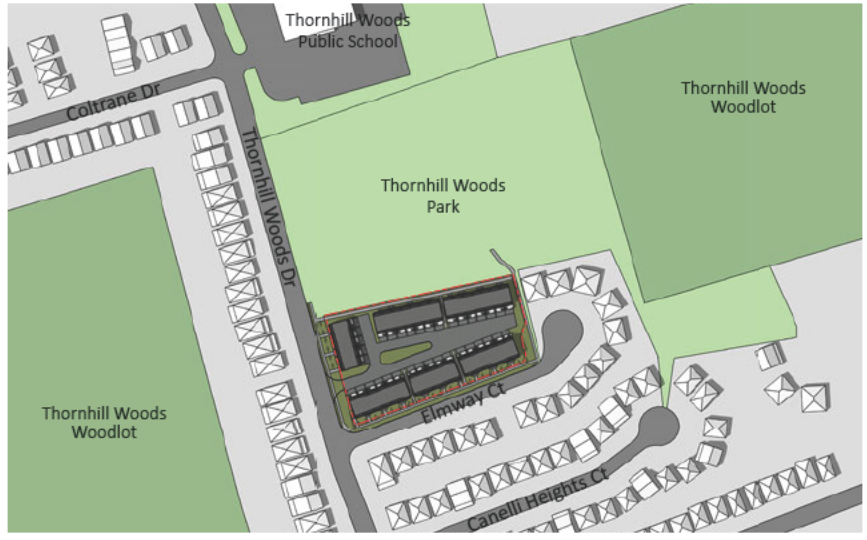 Thornhill Woods
Public School
Coltrane Dr
Thornhill Woods
Woodlot
Thornhill Woods Dr
Thornhill Woods
Park
Thornhill Woods
Woodlot
Elmway Ct
Canelli Heights Ct